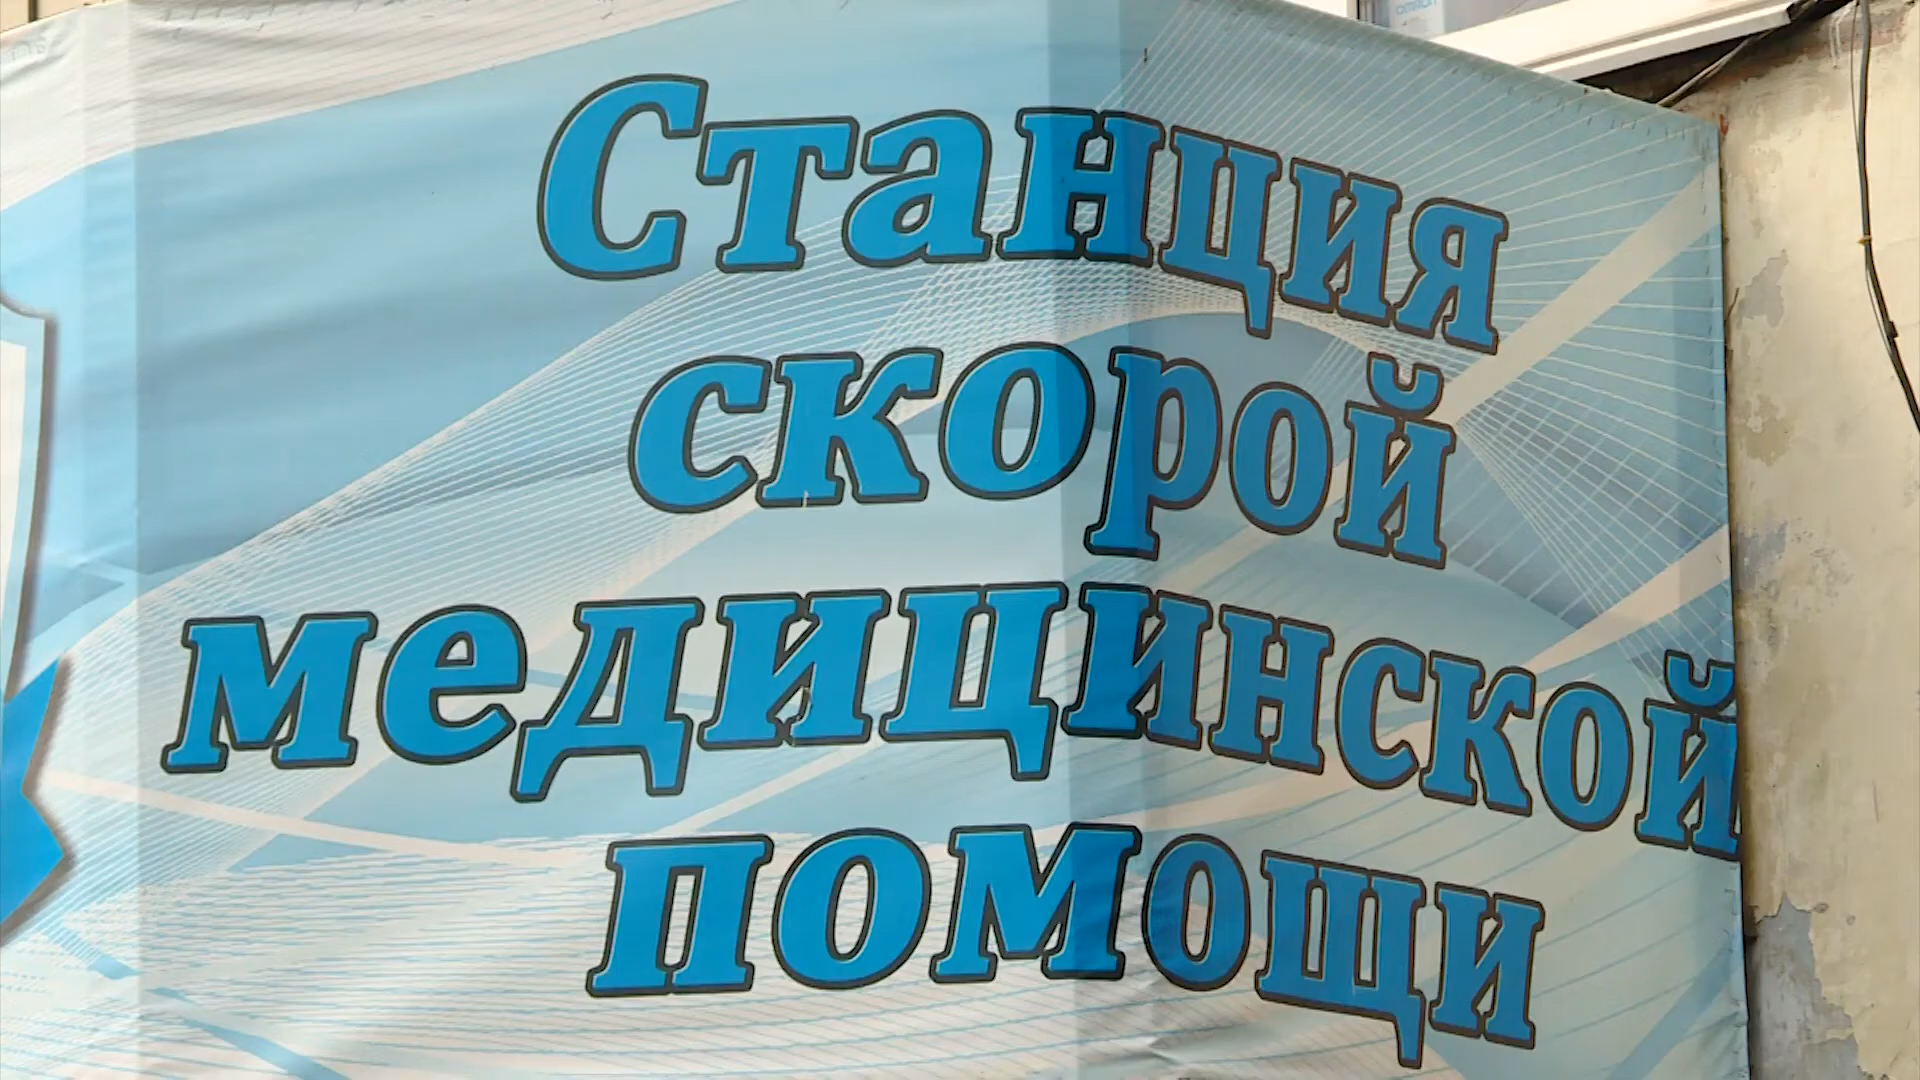 Станция
скорой
медицинской
помощи